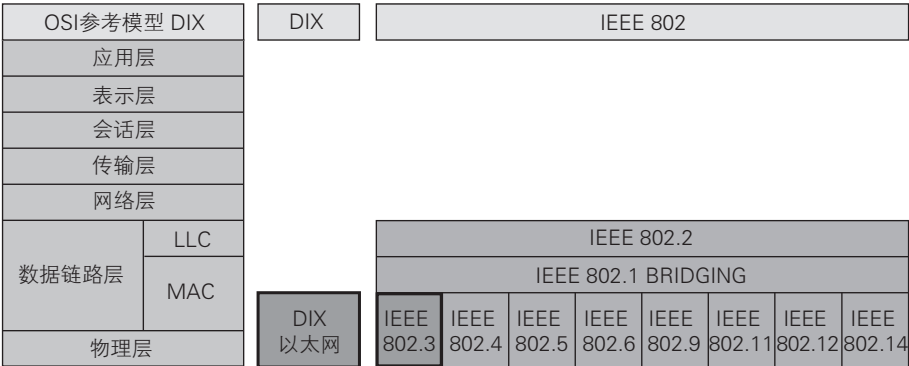 OSI参考模型 DIX
DIX
IEEE 802
应用层
表示层
会话层
传输层
网络层
数据链路层
LLC
MAC
物理层
IEEE 802.2
IEEE 802.1 BRIDGING
DIX
以太网
IEEE
802.3
IEEE
802.4
IEEE
802.5
IEEE
802.6
IEEE
802.9
IEEE
802.11
IEEE
802.12
IEEE
802.14